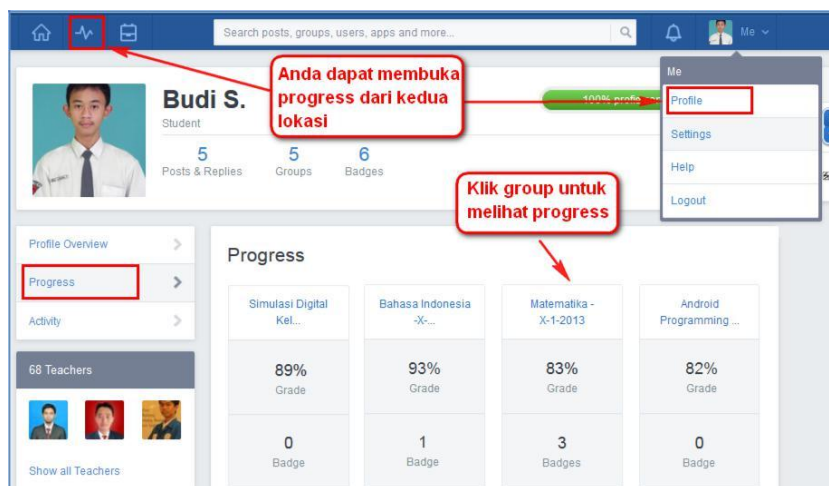 Search posts, groups, users, apps and more...
Me
Anda dapat membuka
progress dari kedua
lokasi
Budi S.
Student
100%
5
Posts & Replies
5
Groups
6
Badges
Me
Profile
Settings
Help
Logout
Klik group untuk
melihat progress
Profile Overview
Progress
Activity
68 Teachers
Show all Teachers
Progress
Simulasi Digital
Kel...
89%
Grade
0
Badge
Bahasa Indonesia
-X-...
93%
Grade
1
Badge
Matematika -
X-1-2013
83%
Grade
3
Badges
Android
Programming ...
82%
Grade
0
Badge